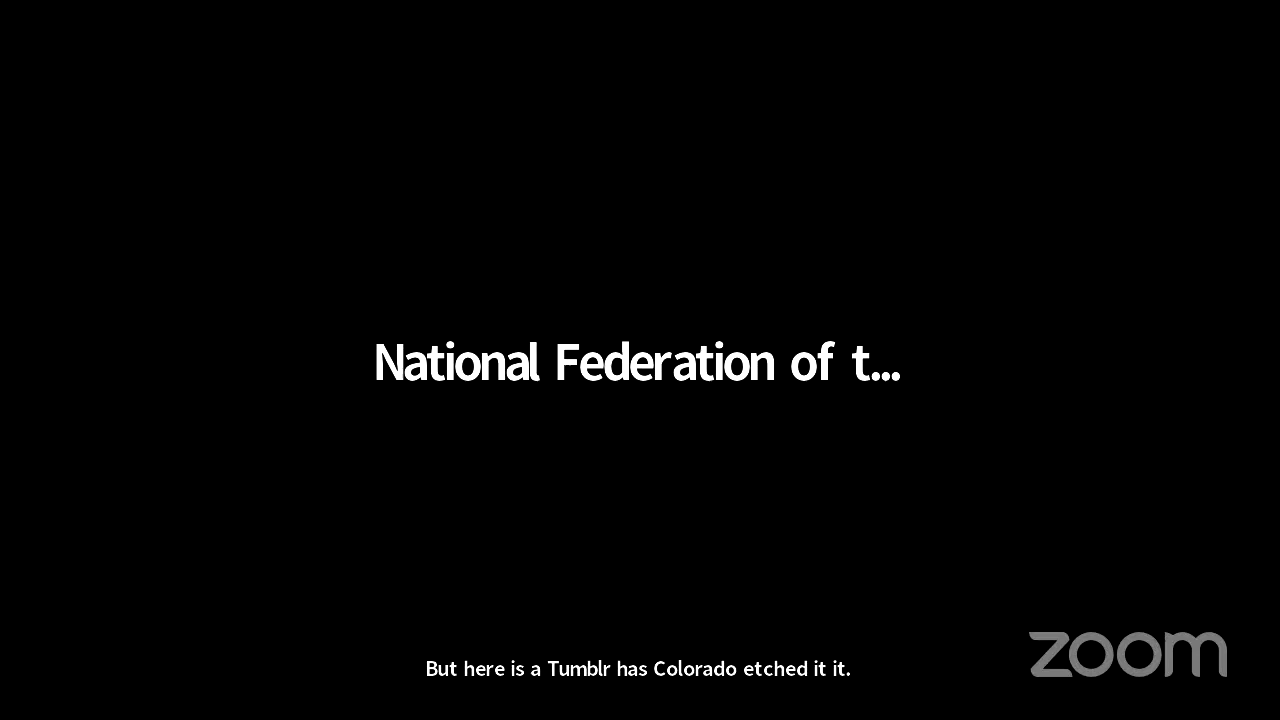 National Federation of t...
But here is a Tumblr has Colorado etched it it.
zoom